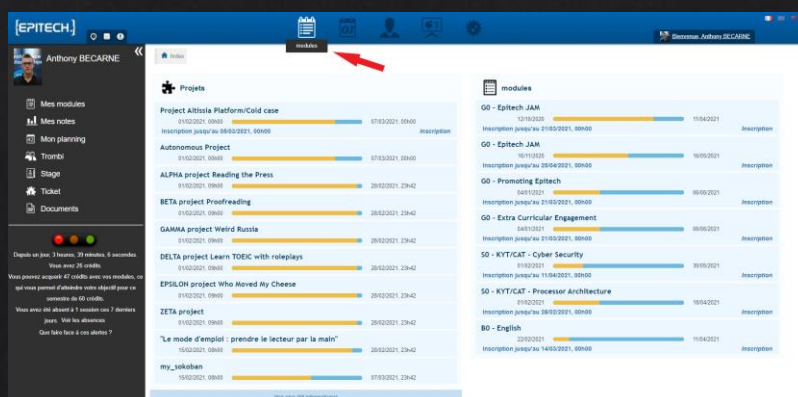 [EPITECH.]
modules
Bienvenue, Anthony BECARNE
Anthony BECARNE
Mes modules
Mes notes
Mon planning
Trombi
Stage
Ticket
Documents
Depuis un jour, 3 heures, 39 minutes, 6 secondes.
Vous avez 26 crédits.
Vous pouvez acquérir 47 crédits avec vos modules, ce
qui vous permet d'atteindre votre objectif pour ce
semestre de 60 crédits.
Vous avez été absent à 1 session ces 7 derniers
jours. Voir les absences
Que faire face à ces alertes ?
Index
Projets
Project Altissia Platform/Cold case
01/02/2021, 00h00 07/03/2021, 00h00
Inscription jusqu'au 08/03/2021, 00h00 Inscription
Autonomous Project
01/02/2021, 00h00 07/03/2021, 00h00
ALPHA project Reading the Press
01/02/2021, 09h00 28/02/2021, 23h42
BETA project Proofreading
01/02/2021, 09h00 28/02/2021, 23h42
GAMMA project Weird Russia
01/02/2021, 09h00 28/02/2021, 23h42
DELTA project Learn TOEIC with roleplays
01/02/2021, 09h00 28/02/2021, 23h42
EPSILON project Who Moved My Cheese
01/02/2021, 09h00 28/02/2021, 23h42
ZETA project
01/02/2021, 09h00 28/02/2021, 23h42
"Le mode d'emploi : prendre le lecteur par la main"
15/02/2021, 08h00 28/02/2021, 23h42
my_sokoban
15/02/2021, 08h00 07/03/2021, 23h42
modules
G0 - Epitech JAM
12/10/2020 11/04/2021
Inscription jusqu'au 21/03/2021, 00h00 Inscription
G0 - Epitech JAM
16/11/2020 16/05/2021
Inscription jusqu'au 25/04/2021, 00h00 Inscription
G0 - Promoting Epitech
04/01/2021 06/06/2021
Inscription jusqu'au 21/03/2021, 00h00 Inscription
G0 - Extra Curricular Engagement
04/01/2021 06/06/2021
Inscription jusqu'au 21/03/2021, 00h00 Inscription
S0 - KYT/CAT - Cyber Security
01/02/2021 30/05/2021
Inscription jusqu'au 11/04/2021, 00h00 Inscription
S0 - KYT/CAT - Processor Architecture
01/02/2021 18/04/2021
Inscription jusqu'au 28/02/2021, 00h00 Inscription
B0 - English
22/02/2021 11/04/2021
Inscription jusqu'au 14/03/2021, 00h00 Inscription